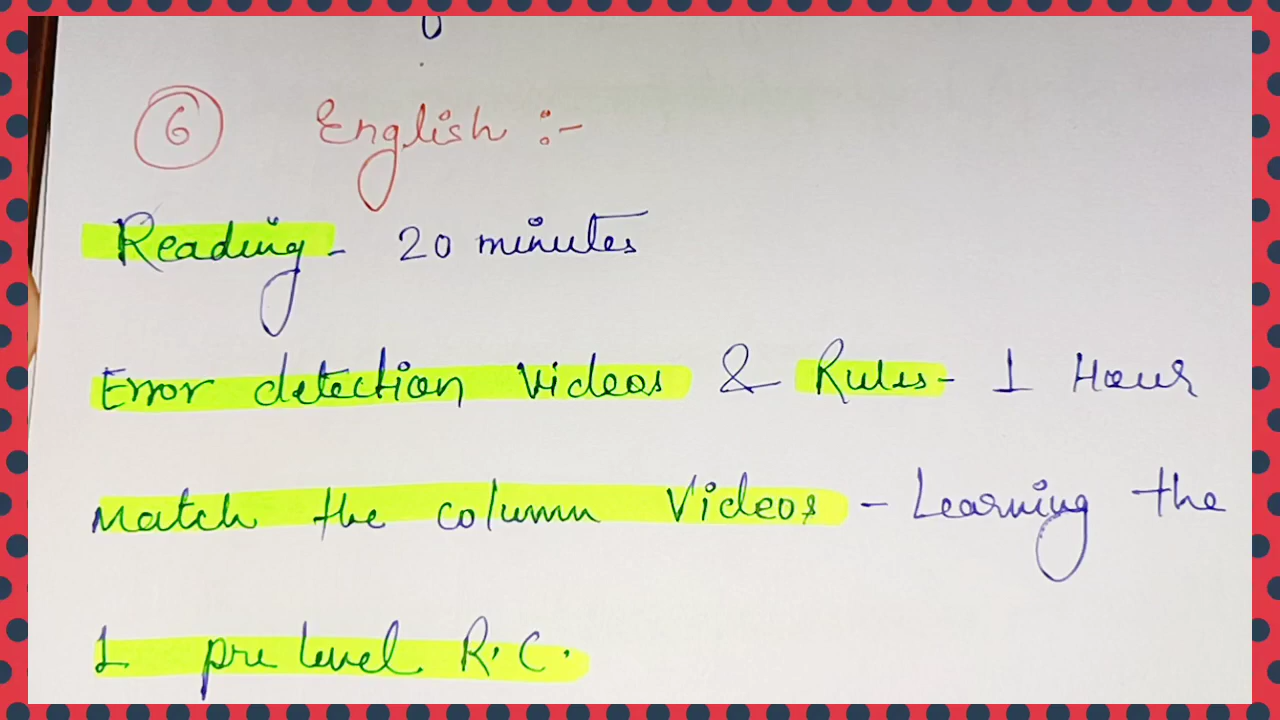 6 English :-
Reading - 20 minutes
Error detection Videos & Rules - 1 Hour
Match the column Videos - Learning the
1 pre level R.C.